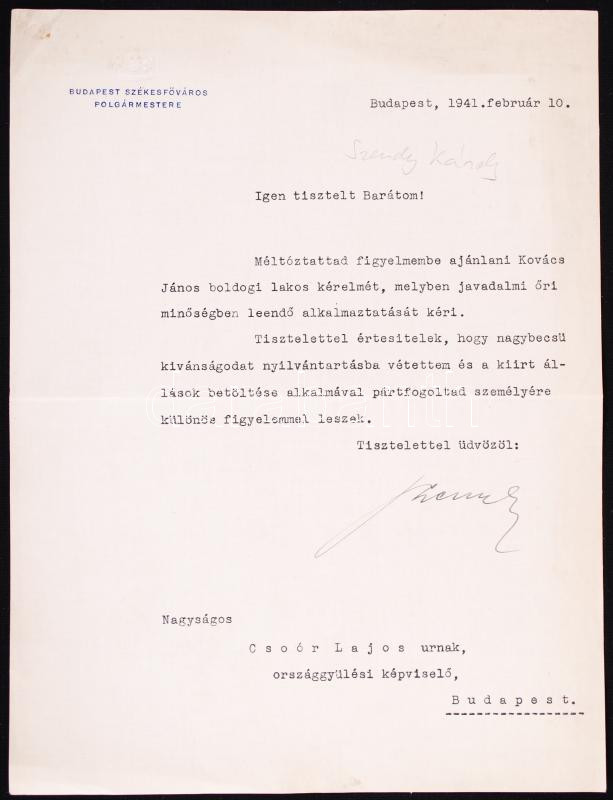 BUDAPEST SZÉKESFŐVÁROS
POLGÁRMESTERE
Budapest, 1941.február 10.
Szendy Károly
Igen tisztelt Barátom!
Méltóztattad figyelmembe ajánlani Kovács
János boldogi lakos kérelmét, melyben javadalmi őri
minőségben leendő alkalmaztatását kéri.
Tisztelettel értesitelek, hogy nagybecsü
kivánságodat nyilvántartásba vétettem és a kiirt ál-
lások betöltése alkalmával pártfogoltad személyére
különös figyelemmel leszek.
Tisztelettel üdvözöl:
Szendy
Nagyságos
Csoór Lajos urnak,
országgyülési képviselő,
Budapest.